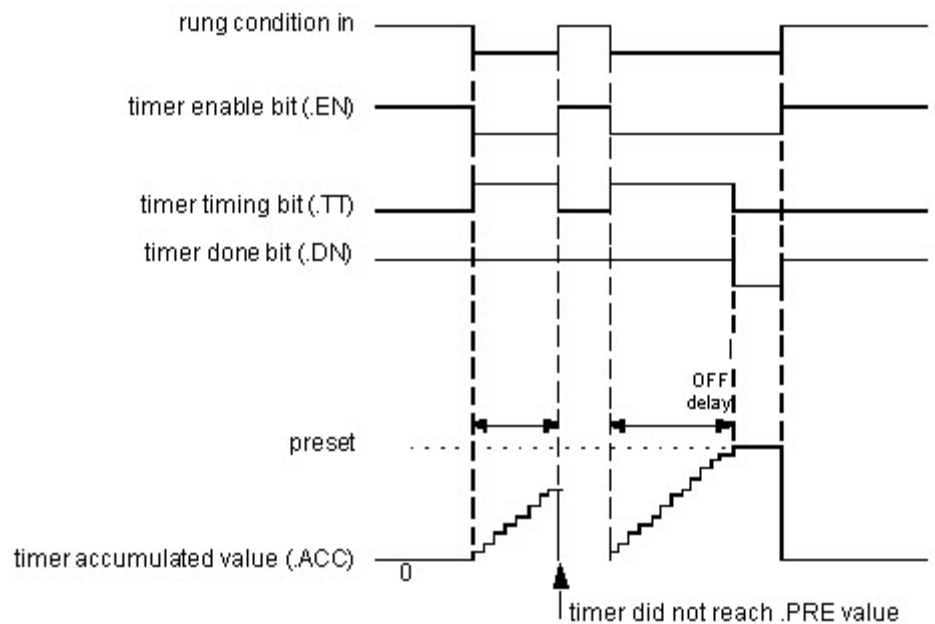 rung condition in
timer enable bit (.EN)
timer timing bit (.TT)
timer done bit (.DN)
OFF
delay
preset
timer accumulated value (.ACC)
0
timer did not reach .PRE value